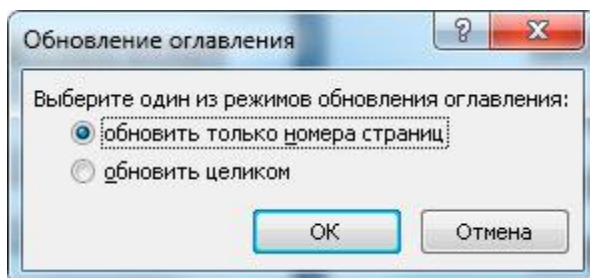 Обновление оглавления
Выберите один из режимов обновления оглавления:
обновить только номера страниц
обновить целиком
ОК
Отмена